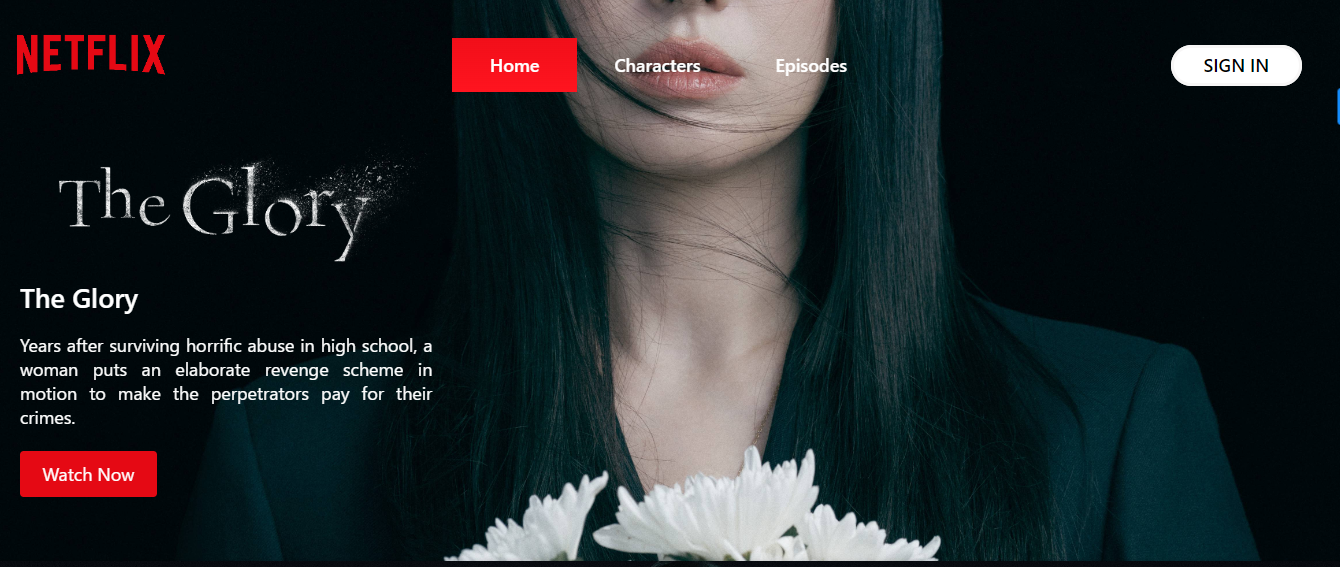 NETFLIX
Home
Characters
Episodes
SIGN IN
The Glory
The Glory
Years after surviving horrific abuse in high school, a
woman puts an elaborate revenge scheme in
motion to make the perpetrators pay for their
crimes.
Watch Now